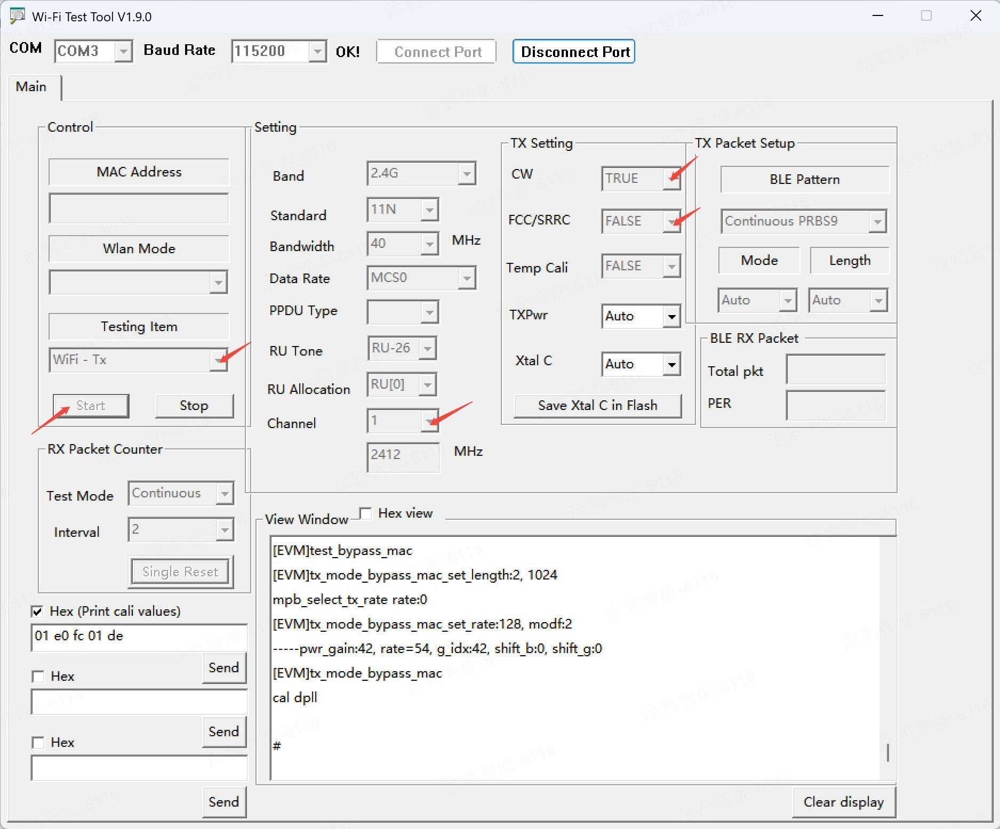 Wi-Fi Test Tool V1.9.0
COM
COM3
Baud Rate
115200
OK!
Connect Port
Disconnect Port
Main
Control
MAC Address
Wlan Mode
Testing Item
WiFi - Tx
Start
Stop
RX Packet Counter
Test Mode
Continuous
Interval
2
Single Reset
Hex (Print cali values)
01 e0 fc 01 de
Send
Hex
Send
Hex
Send
Setting
Band
2.4G
Standard
11N
Bandwidth
40
MHz
Data Rate
MCS0
PPDU Type
RU Tone
RU-26
RU Allocation
RU[0]
Channel
1
2412
MHz
TX Setting
CW
TRUE
FCC/SRRC
FALSE
Temp Cali
FALSE
TXPwr
Auto
Xtal C
Auto
Save Xtal C in Flash
TX Packet Setup
BLE Pattern
Continuous PRBS9
Mode
Length
Auto
Auto
BLE RX Packet
Total pkt
PER
View Window
Hex view
[EVM]test_bypass_mac
[EVM]tx_mode_bypass_mac_set_length:2, 1024
mpb_select_tx_rate rate:0
[EVM]tx_mode_bypass_mac_set_rate:128, modf:2
-----pwr_gain:42, rate=54, g_idx:42, shift_b:0, shift_g:0
[EVM]tx_mode_bypass_mac
cal dpll
#
Clear display
涂鸦智能-6116